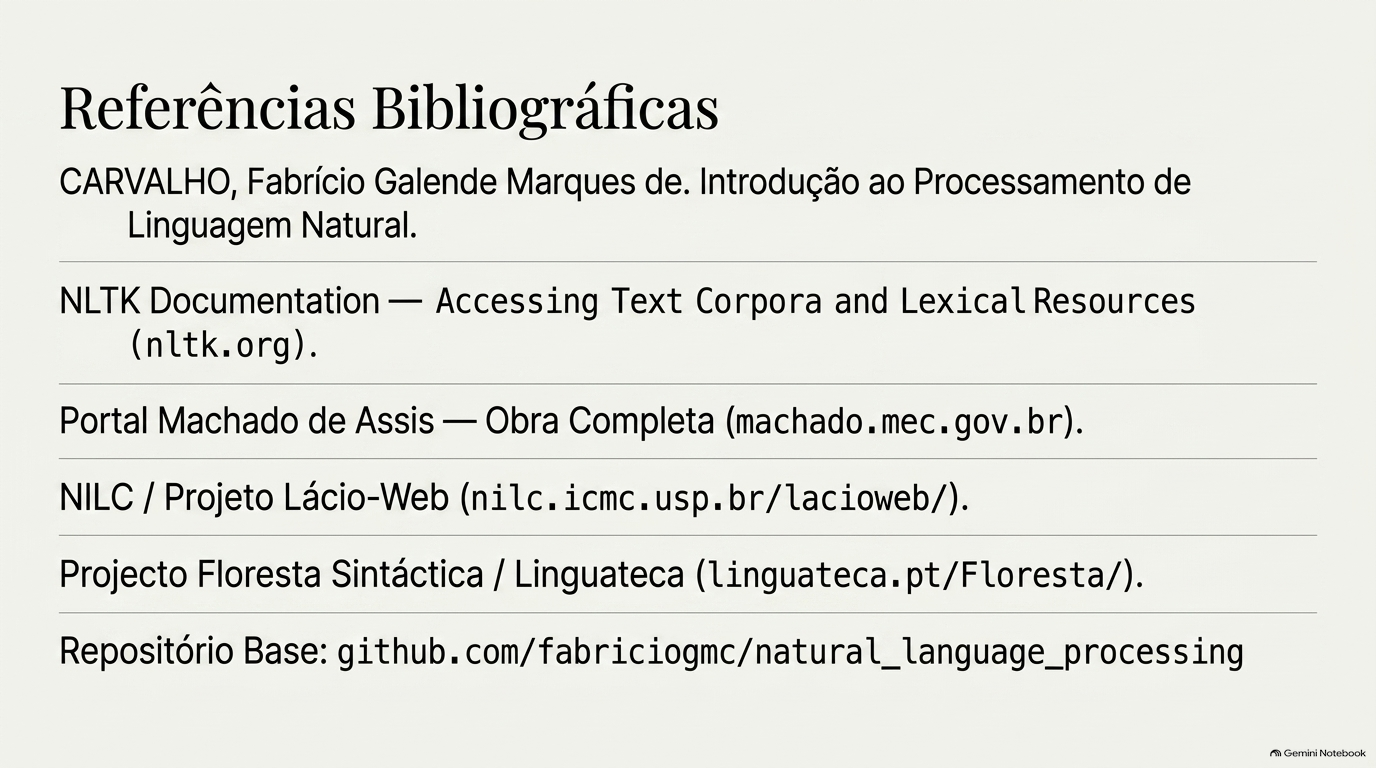 Referências Bibliográficas
CARVALHO, Fabrício Galende Marques de. Introdução ao Processamento de
Linguagem Natural.
NLTK Documentation — Accessing Text Corpora and Lexical Resources
(nltk.org).
Portal Machado de Assis — Obra Completa (machado.mec.gov.br).
NILC / Projeto Lácio-Web (nilc.icmc.usp.br/lacioweb/).
Projecto Floresta Sintáctica / Linguateca (linguateca.pt/Floresta/).
Repositório Base: github.com/fabriciogmc/natural_language_processing
Gemini Notebook